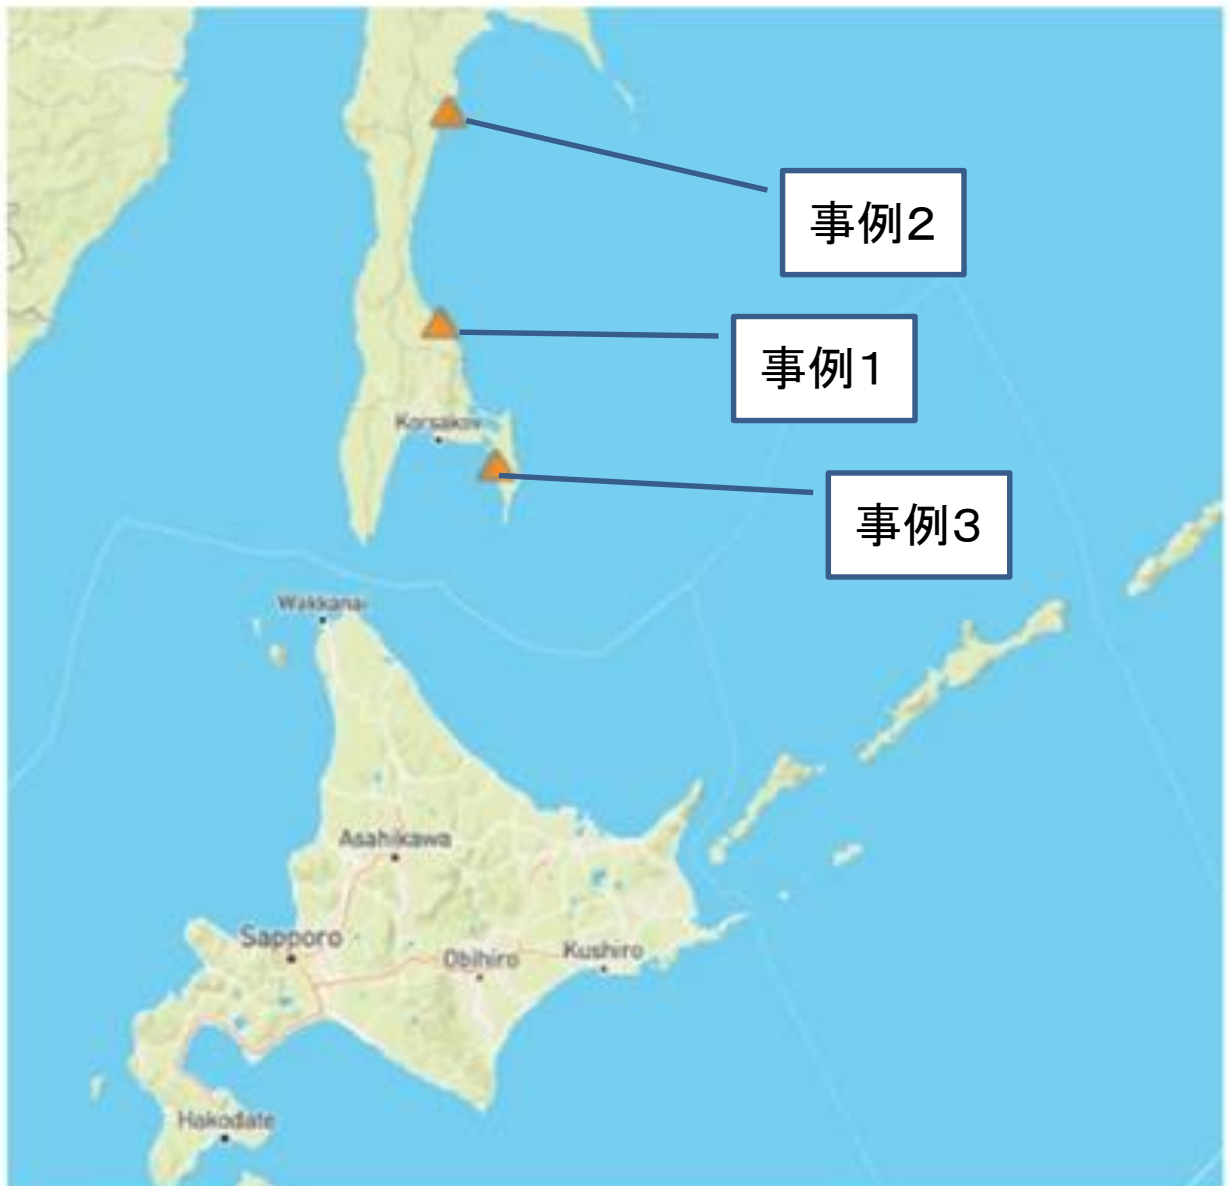 事例2
事例1
Korsakov
事例3
Wakkanai
Asahikawa
Sapporo
Obihiro
Kushiro
Hakodate